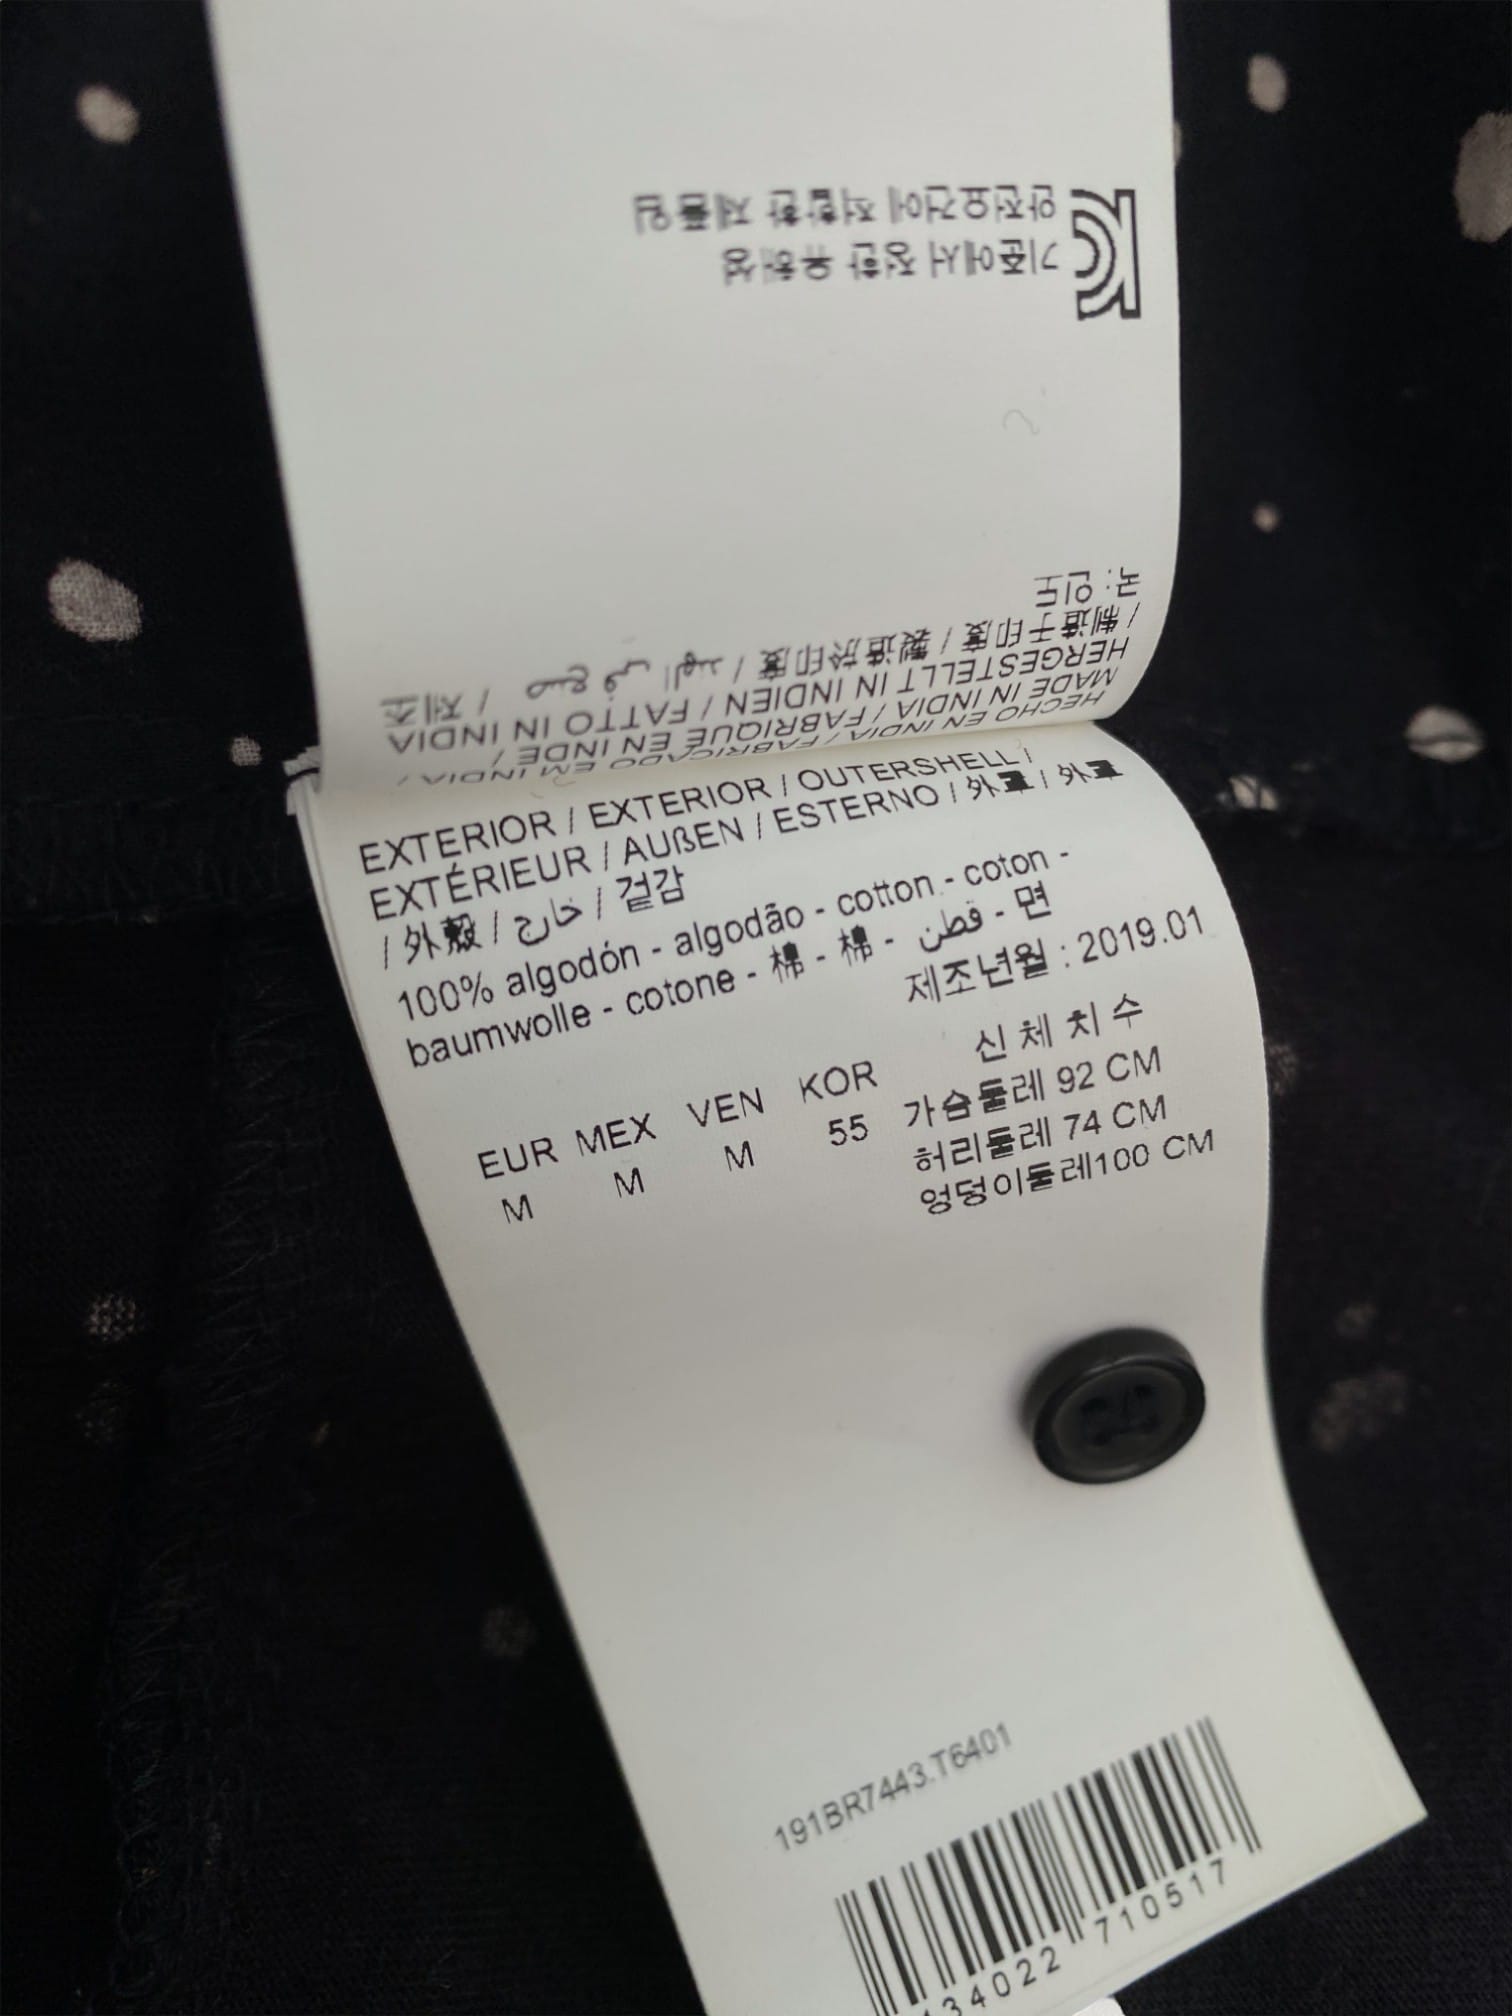 KC
안전요건에 적합한 제품임
기준에서 정한 유해성
국: 인도
/ 制造于印度 / 製造於印度 / صنع في الهند / 제조
HERGESTELLT IN INDIEN / FATTO IN INDIA
MADE IN INDIA / FABRIQUÉ EN INDE /
HECHO EN INDIA / FABRICADO EM INDIA /
EXTERIOR / EXTERIOR / OUTERSHELL /
EXTÉRIEUR / AUßEN / ESTERNO / 外罩 / 外罩
/ 外殼 / خارج / 겉감
100% algodón - algodão - cotton - coton -
baumwolle - cotone - 棉 - 棉 - قطن - 면
제조년월 : 2019.01
신체치수
EUR MEX VEN KOR 가슴둘레 92 CM
M M M 55 허리둘레 74 CM
엉덩이둘레100 CM
191BR7443.T6401
134022 710517